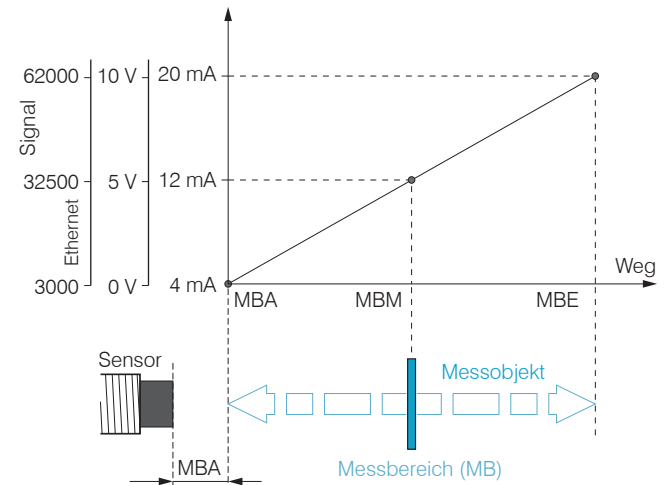 62000
10 V
20 mA
Signal
32500
5 V
12 mA
Ethernet
3000
0 V
4 mA
Weg
MBA
MBM
MBE
Sensor
Messobjekt
MBA
Messbereich (MB)